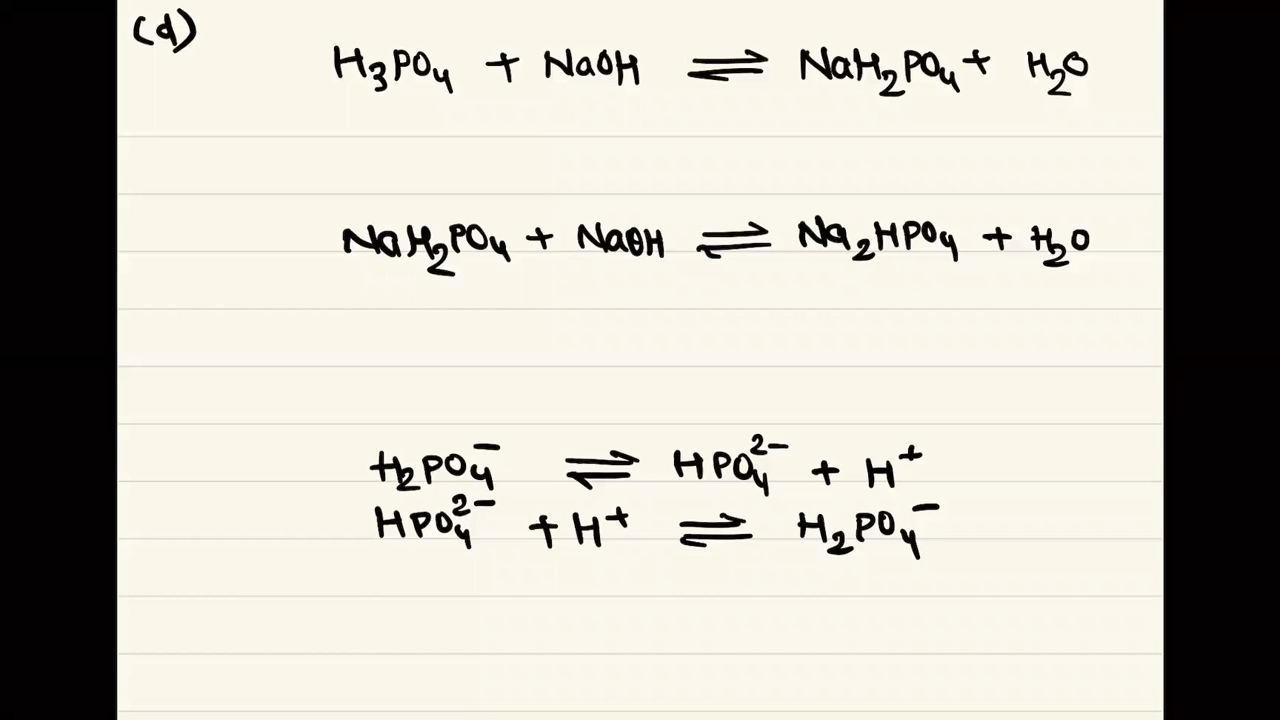 (d)
H₃PO₄ + NaOH ⇌ NaH₂PO₄ + H₂O
NaH₂PO₄ + NaOH ⇌ Na₂HPO₄ + H₂O
H₂PO₄⁻ ⇌ HPO₄²⁻ + H⁺
HPO₄²⁻ + H⁺ ⇌ H₂PO₄⁻